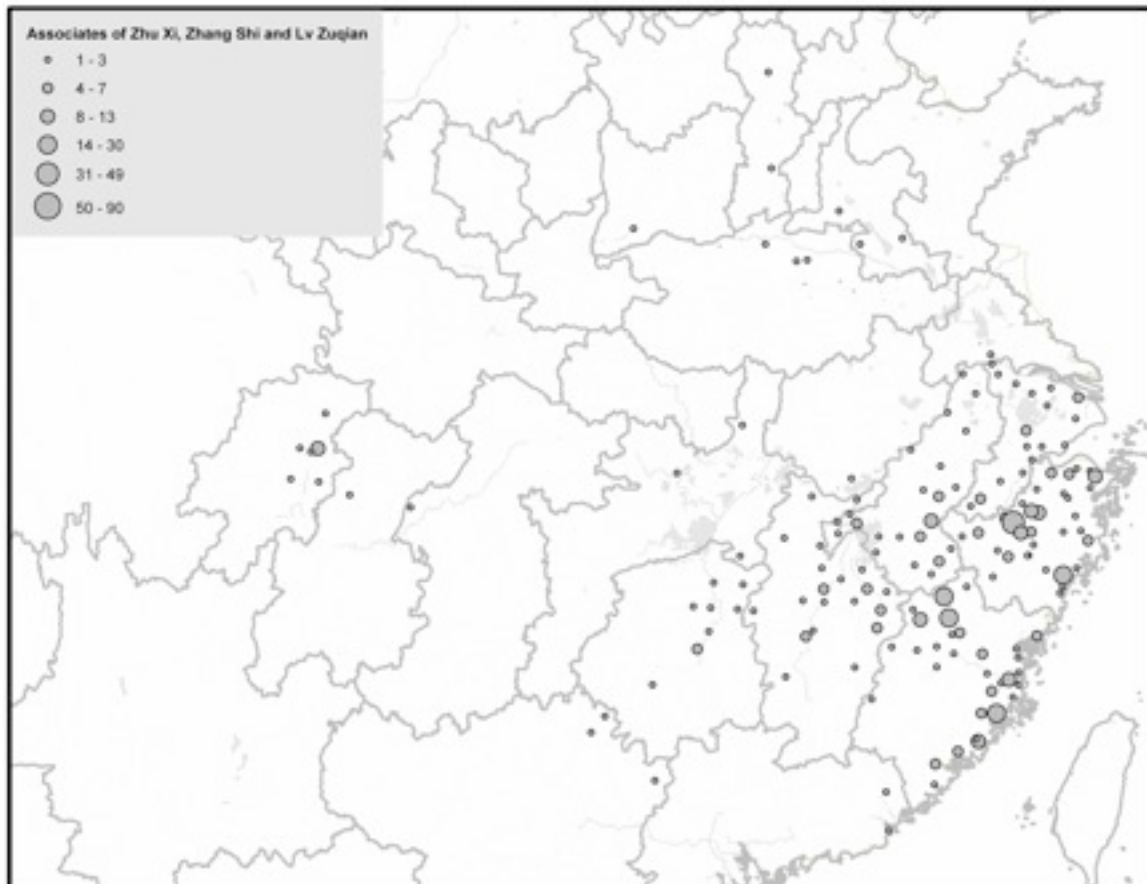 Associates of Zhu Xi, Zhang Shi and Lv Zuqian
1 - 3
4 - 7
8 - 13
14 - 30
31 - 49
50 - 90